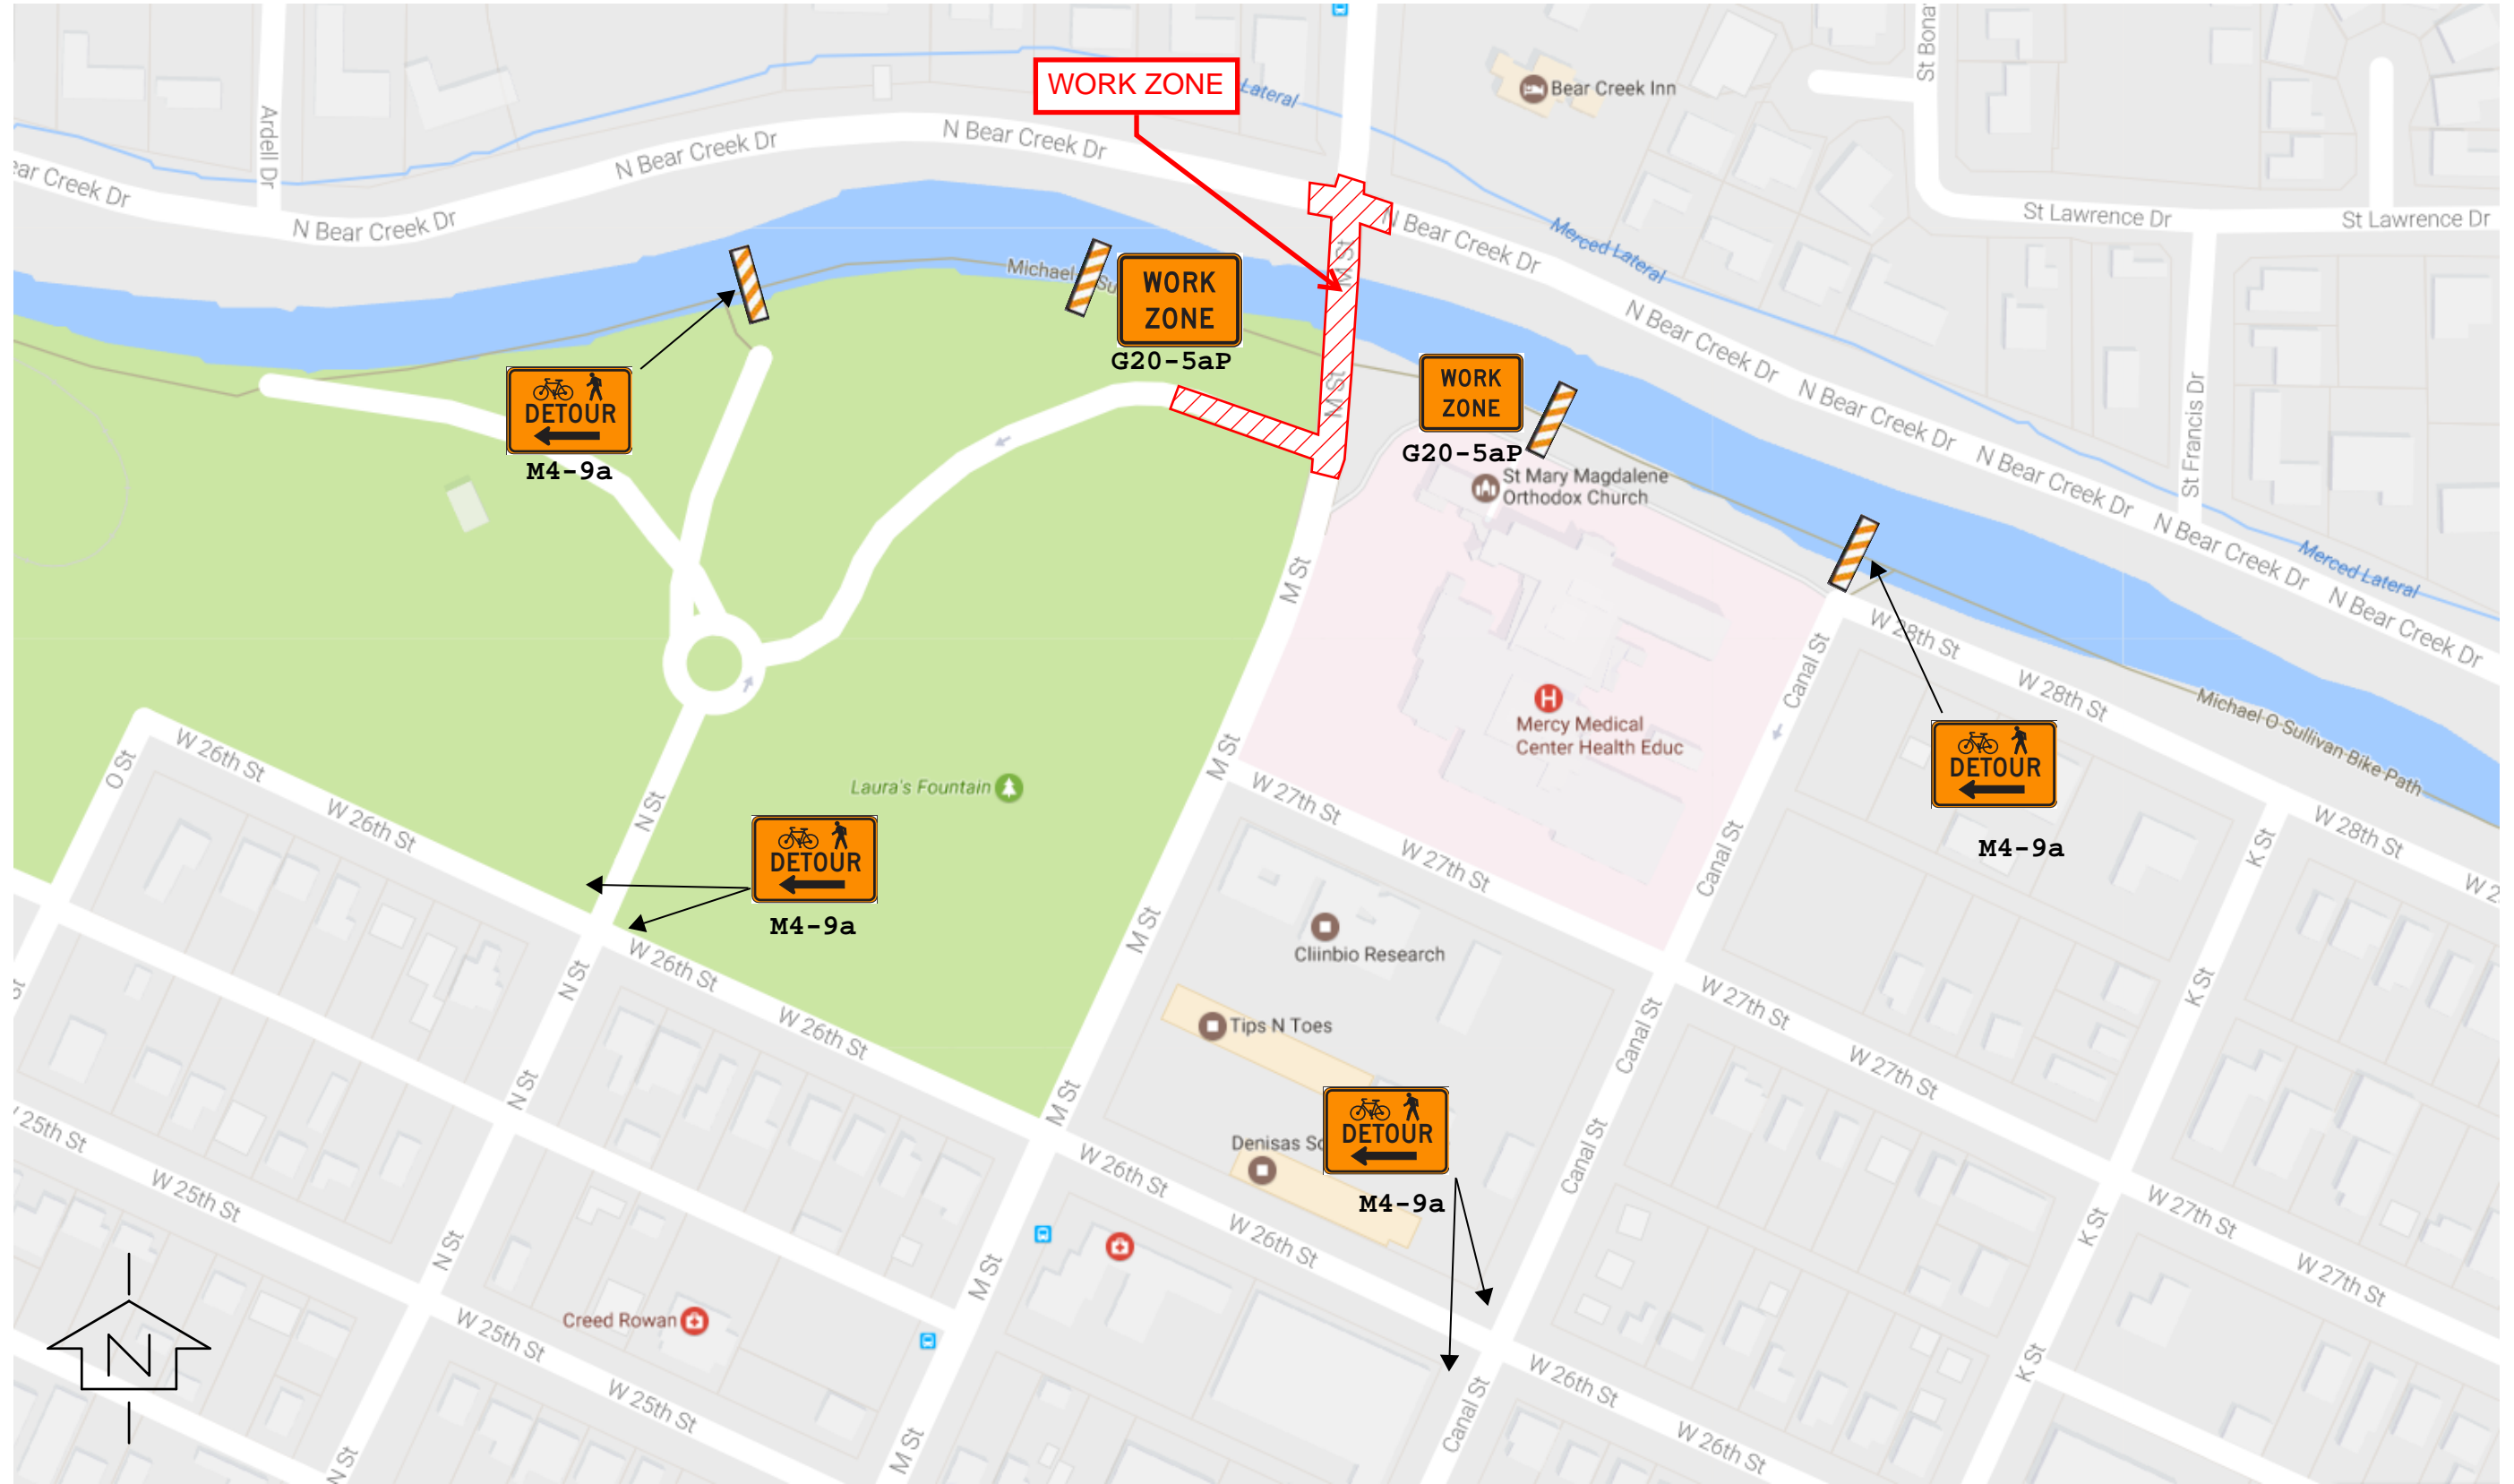 St Bona
WORK ZONE
Lateral
Bear Creek Inn
Ardell Dr
N Bear Creek Dr
N Bear Creek Dr
ear Creek Dr
N Bear Creek Dr
St Lawrence Dr
St Lawrence Dr
N Bear Creek Dr
Merced Lateral
M St
Michael
Su
WORK
ZONE
G20-5aP
N Bear Creek Dr
N Bear Creek Dr
N Bear Creek Dr
N Bear Creek Dr
N Bear Creek Dr
St Francis Dr
Merced Lateral
M St
WORK
ZONE
G20-5aP
DETOUR
M4-9a
St Mary Magdalene
Orthodox Church
M St
W 28th St
W 28th St
W 28th St
Canal St
Michael O Sullivan Bike Path
Mercy Medical
Center Health Educ
H
DETOUR
M4-9a
O St
W 26th St
W 26th St
N St
Laura's Fountain
M St
W 27th St
W 27th St
Canal St
K St
W 2
DETOUR
M4-9a
M St
Cliinbio Research
W 26th St
W 26th St
N St
Tips N Toes
W 27th St
W 27th St
Canal St
K St
St
N St
M St
DETOUR
M4-9a
Denisas Sc
W 26th St
W 26th St
Canal St
K St
W 27th St
W 27th St
25th St
W 25th St
N St
M St
Creed Rowan
W 25th St
W 25th St
N St
M St
Canal St
W 26th St
W 26th St
K St
N